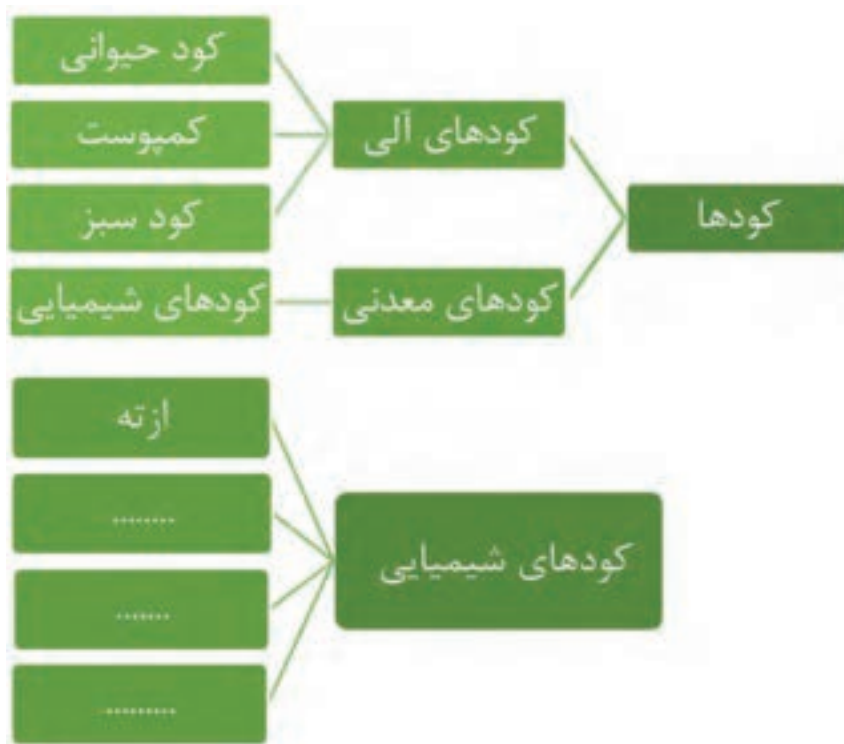 کودها
کودهای آلی
کود حیوانی
کمپوست
کود سبز
کودهای معدنی
کودهای شیمیایی
کودهای شیمیایی
ازته
........
.......
.........